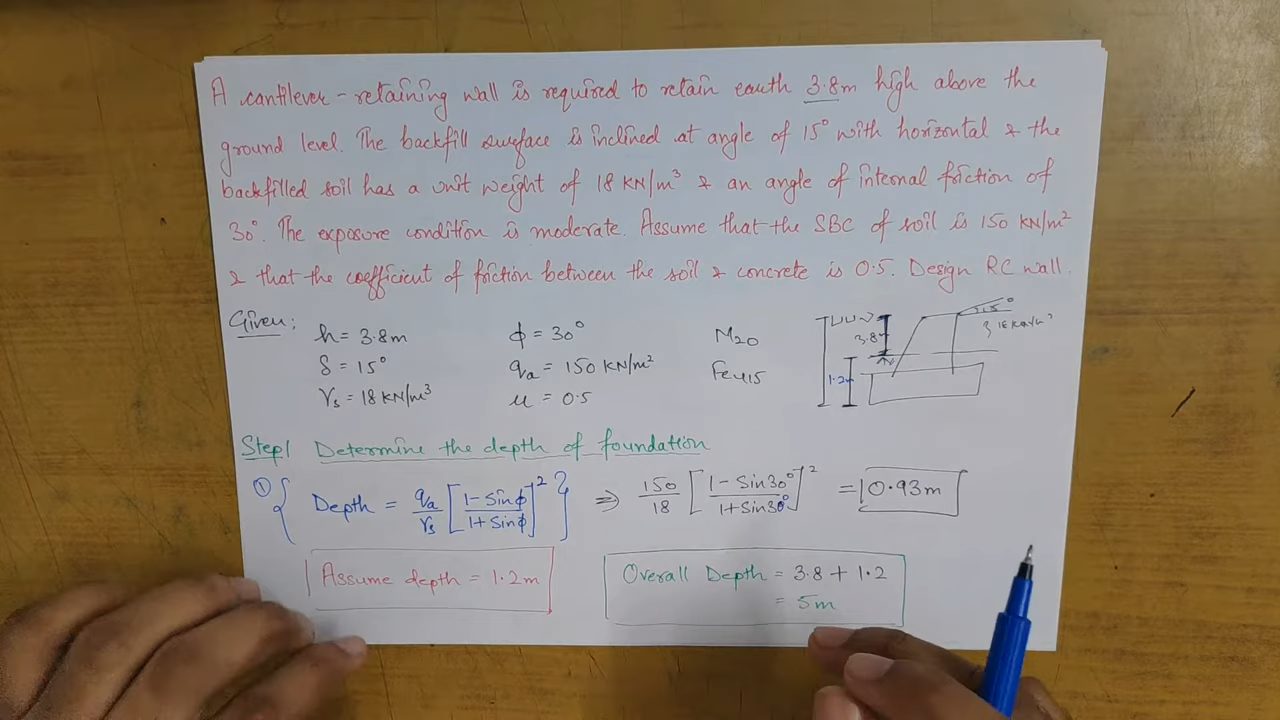 A cantilever-retaining wall is required to retain earth 3.8m high above the
ground level. The backfill surface is inclined at angle of 15° with horizontal & the
backfilled soil has a unit weight of 18 KN/m³ & an angle of internal friction of
30°. The exposure condition is moderate. Assume that the SBC of soil is 150 KN/m²
& that the coefficient of friction between the soil & concrete is 0.5. Design RC wall.
Given:
h = 3.8m
ϕ = 30°
M20
δ = 15°
qa = 150 KN/m²
Fe415
γs = 18 KN/m³
μ = 0.5
15°
3.8
1.2
Step1 Determine the depth of foundation
① { Depth = qa/γs [1 - Sinϕ / 1 + Sinϕ]² } ⇒ 150/18 [1 - Sin30° / 1 + Sin30°]² = 0.93m
Assume depth = 1.2m
Overall Depth = 3.8 + 1.2
= 5m